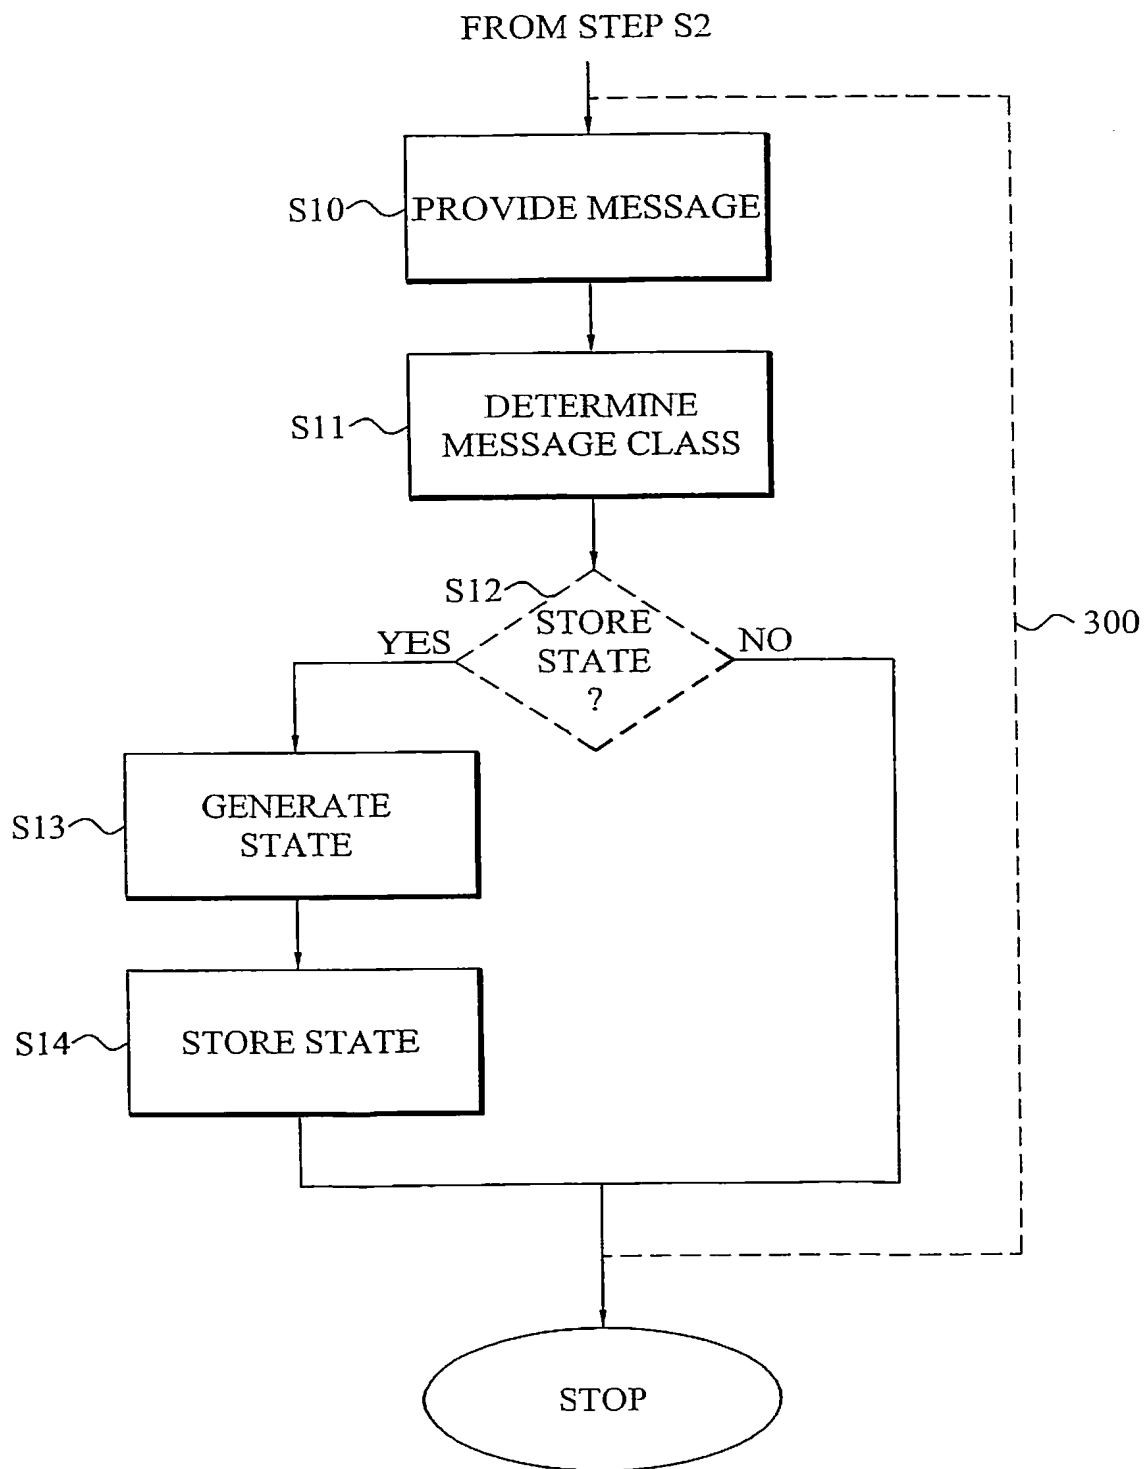 FROM STEP S2
S10
PROVIDE MESSAGE
S11
DETERMINE
MESSAGE CLASS
S12
STORE
STATE
?
YES
NO
300
S13
GENERATE
STATE
S14
STORE STATE
STOP